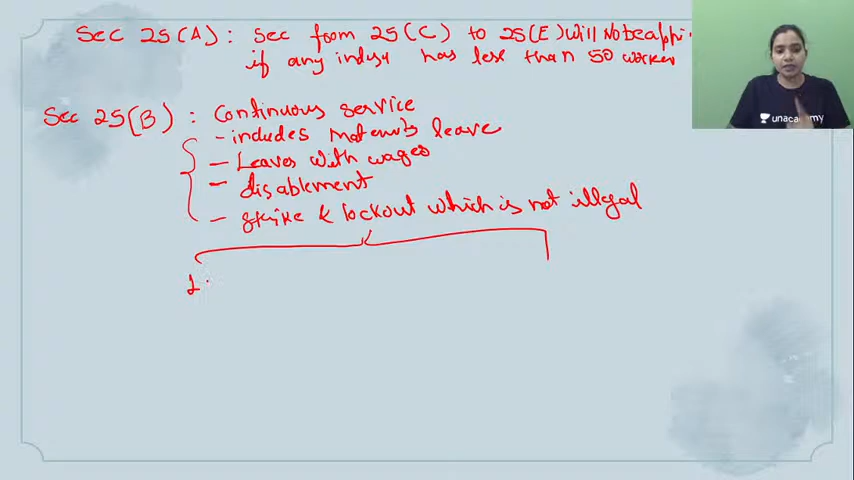 Sec 25(A) : Sec from 25(C) to 25(E) will Not be appli
if any indus has less than 50 worker
Sec 25(B) : Continuous service
- includes Maternity leave
- Leaves with wages
- disablement
- strike & lockout which is not illegal
1.
unacademy